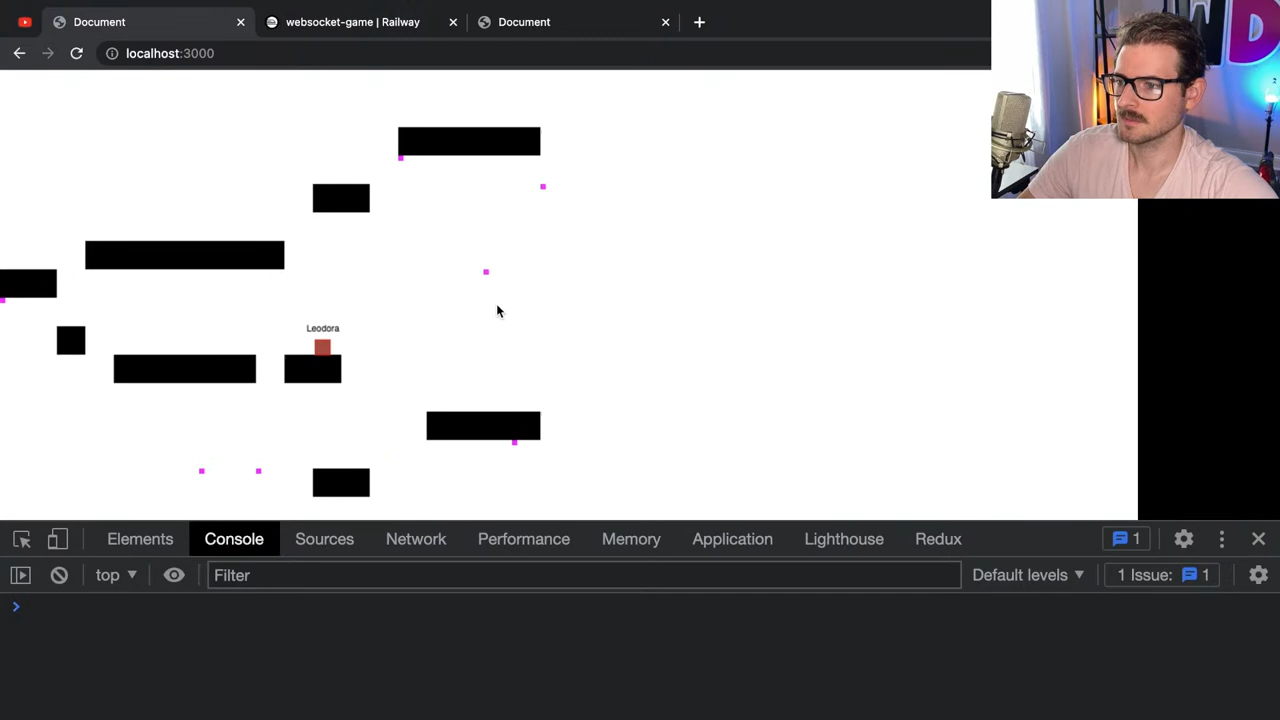 Document
websocket-game | Railway
Document
localhost:3000
Leodora
Elements
Console
Sources
Network
Performance
Memory
Application
Lighthouse
Redux
1
top
Filter
Default levels
1 Issue:
1